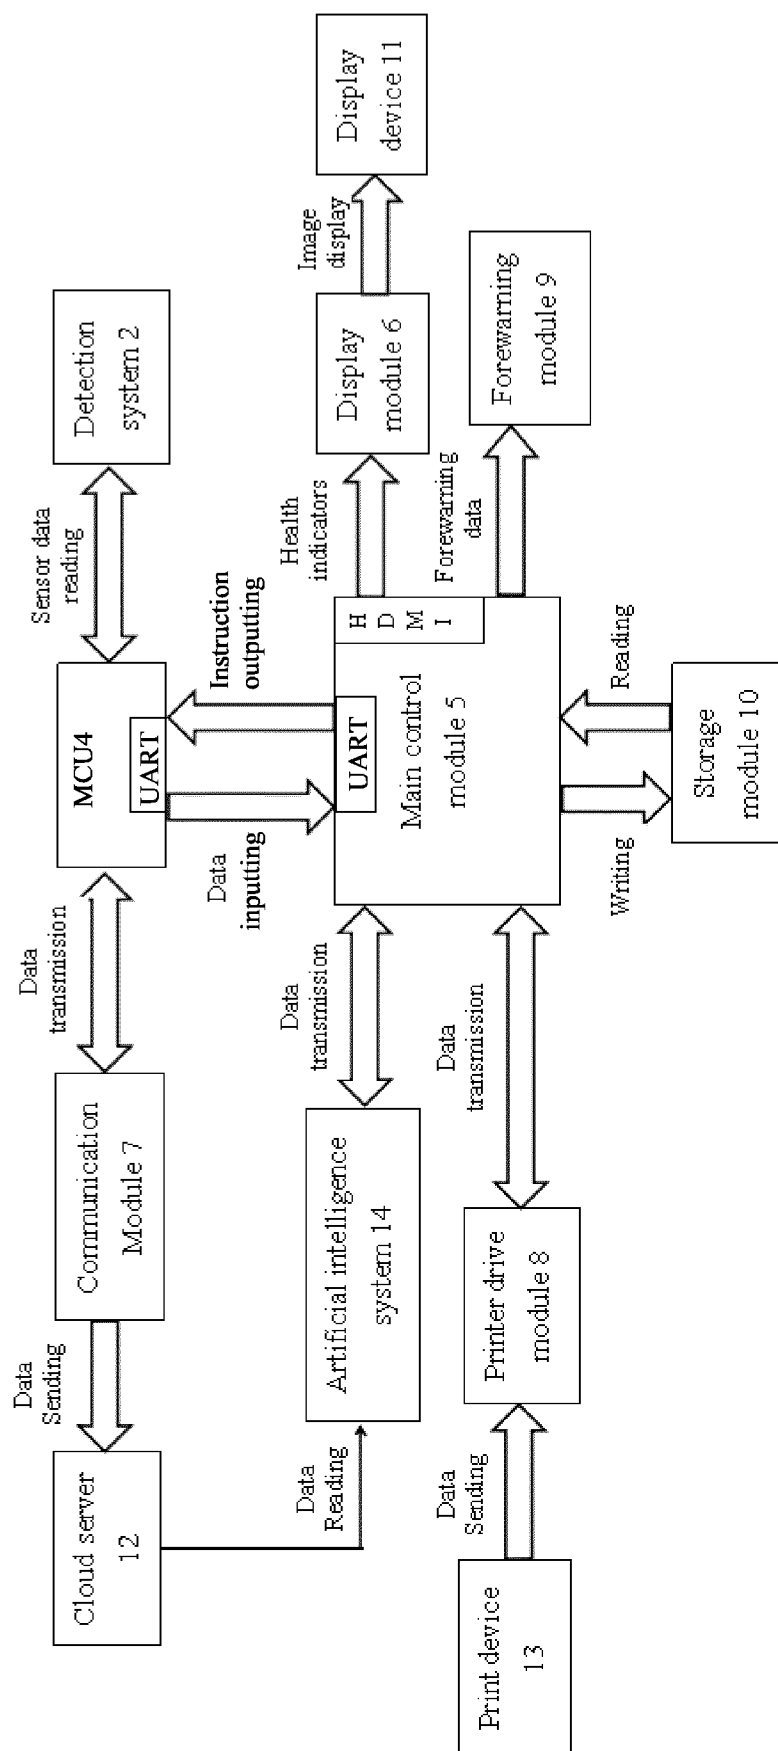 Cloud server
12
Data
Sending
Communication
Module 7
Data
transmission
MCU4
UART
Sensor data
reading
Detection
system 2
Data
Reading
Data
inputting
Instruction
outputting
Artificial intelligence
system 14
Data
transmission
UART
Main control
module 5
H
D
M
I
Health
indicators
Display
module 6
Image
display
Display
device 11
Print device
13
Data
Sending
Printer drive
module 8
Data
transmission
Forewarning
data
Forewarning
module 9
Writing
Reading
Storage
module 10